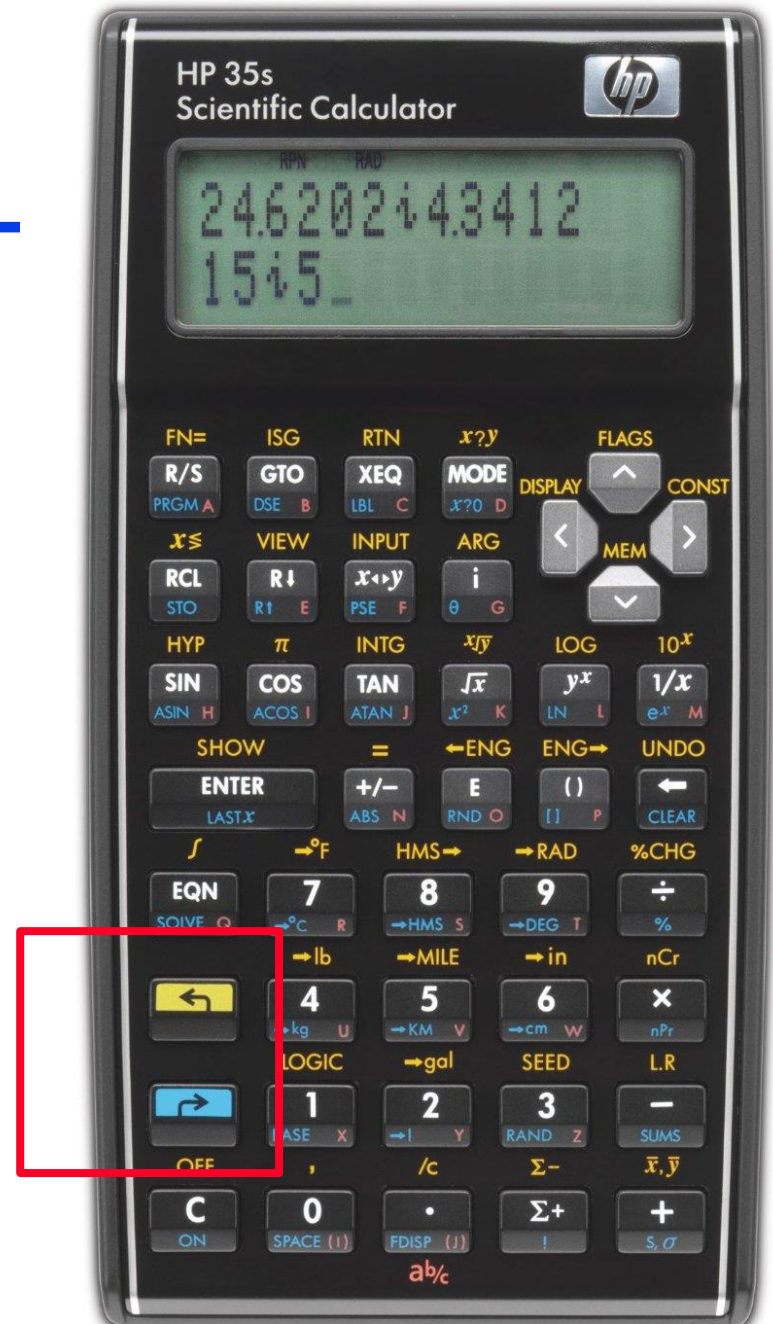 HP 35s
Scientific Calculator
hp
RPN RAD
24.6202i4.3412
15i5_
FN= ISG RTN x?y FLAGS
R/S GTO XEQ MODE DISPLAY CONST
PRGM A DSE B LBL C x?0 D
x≶ VIEW INPUT ARG MEM
RCL R↓ x↔y i
STO R↑ E PSE F θ G
HYP π INTG x√y LOG 10^x
SIN COS TAN √x y^x 1/x
ASIN H ACOS I ATAN J x² K LN L e^x M
SHOW = ←ENG ENG→ UNDO
ENTER +/− E () ←
LASTx ABS N RND O [] P CLEAR
∫ →°F HMS→ →RAD %CHG
EQN 7 8 9 ÷
SOLVE Q →°C R →HMS S →DEG T %
→lb →MILE →in nCr
4 5 6 ×
→kg U →KM V →cm W nPr
LOGIC →gal SEED L.R
1 2 3 −
BASE X →l Y RAND Z SUMS
OFF , /c Σ− x̄,ȳ
C 0 · Σ+ +
ON SPACE (I) FDISP (J) ! S,σ
ab/c